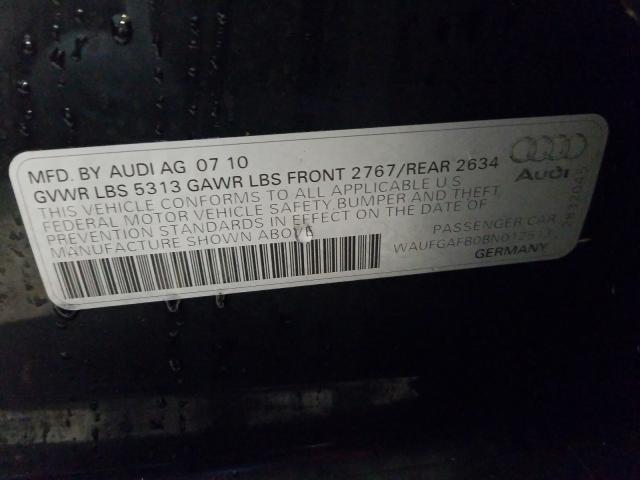 MFD. BY AUDI AG 07 10
GVWR LBS 5313 GAWR LBS FRONT 2767/REAR 2634
THIS VEHICLE CONFORMS TO ALL APPLICABLE U S
FEDERAL MOTOR VEHICLE SAFETY, BUMPER AND THEFT
PREVENTION STANDARDS IN EFFECT ON THE DATE OF
MANUFACTURE SHOWN ABOVE
Audi
PASSENGER CAR
WAUFGAFB0BN012513
GERMANY